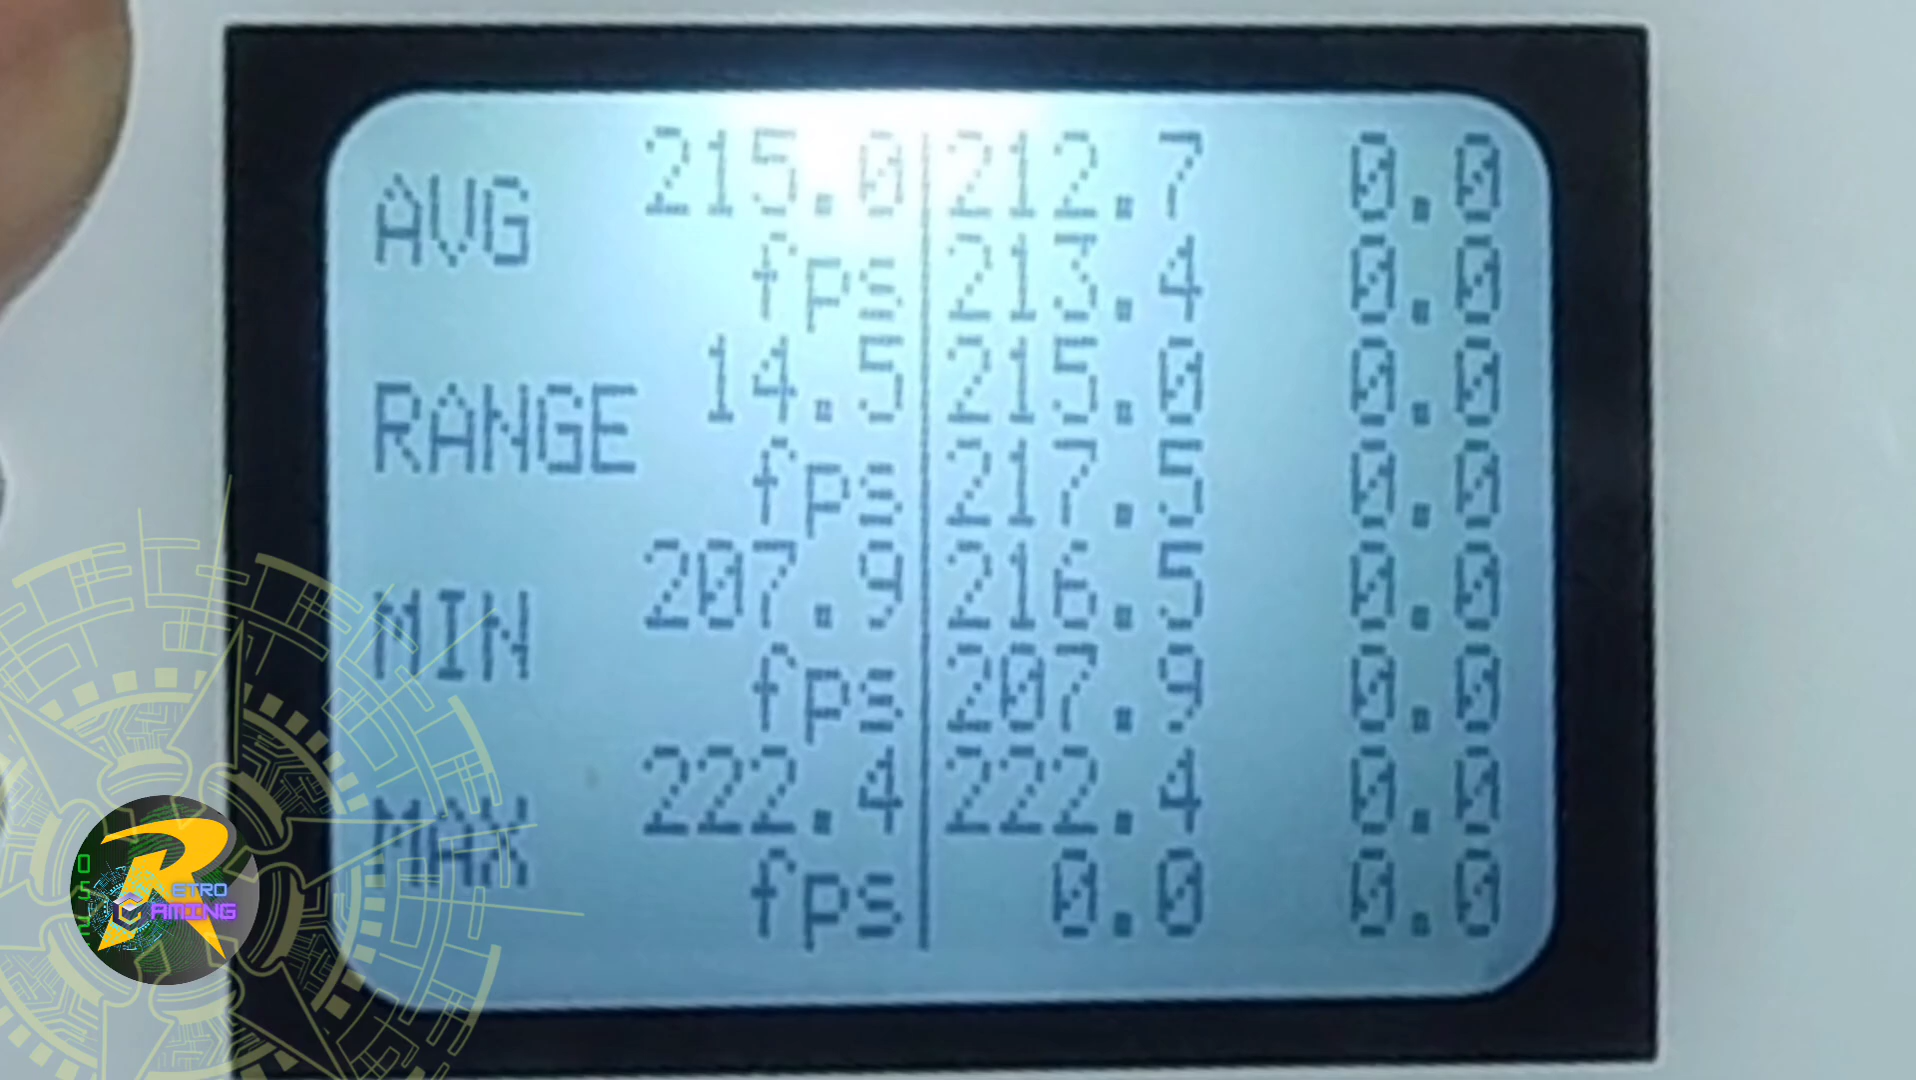 AVG 215.0 212.7 0.0
fps 213.4 0.0
RANGE 14.5 215.0 0.0
fps 217.5 0.0
MIN 207.9 216.5 0.0
fps 207.9 0.0
MAX 222.4 222.4 0.0
fps 0.0 0.0
RETRO
GAMING